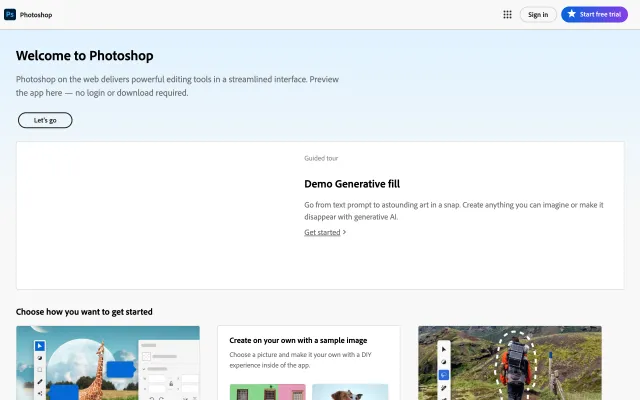 Ps Photoshop
Sign in
Start free trial
Welcome to Photoshop
Photoshop on the web delivers powerful editing tools in a streamlined interface. Preview
the app here — no login or download required.
Let's go
Guided tour
Demo Generative fill
Go from text prompt to astounding art in a snap. Create anything you can imagine or make it
disappear with generative AI.
Get started
Choose how you want to get started
Create on your own with a sample image
Choose a picture and make it your own with a DIY
experience inside of the app.